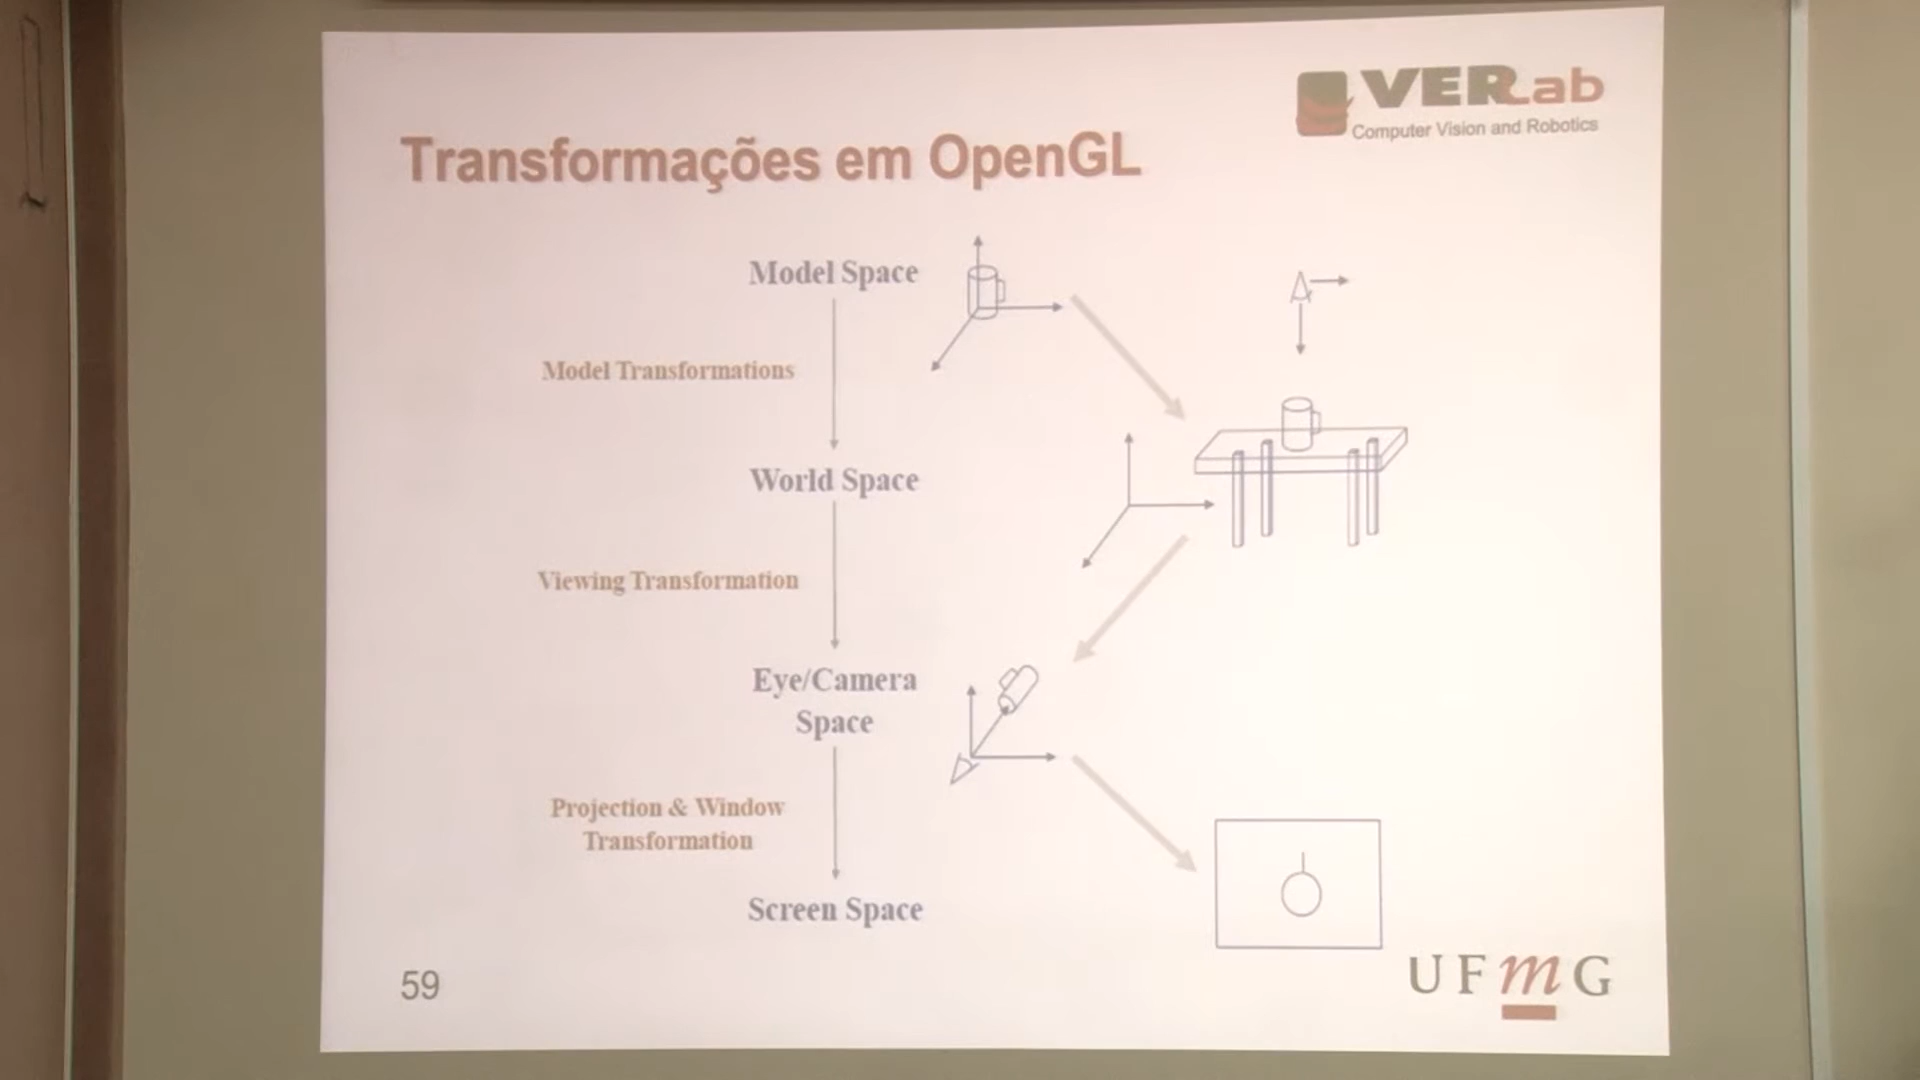 VERLab
Computer Vision and Robotics
Transformações em OpenGL
Model Space
Model Transformations
World Space
Viewing Transformation
Eye/Camera
Space
Projection & Window
Transformation
Screen Space
59
UFmG